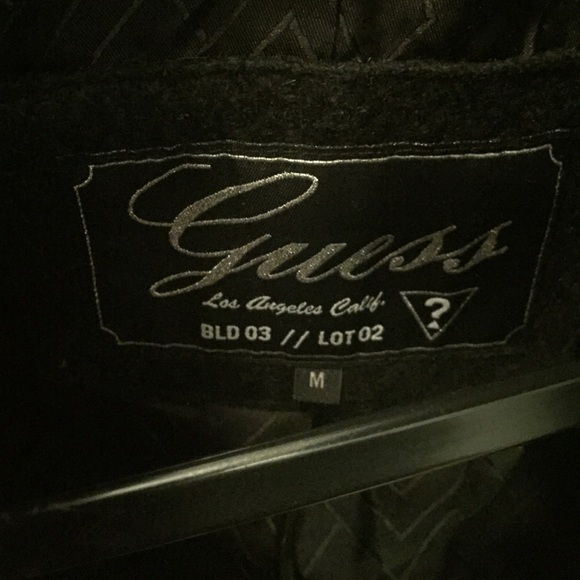 Guess
Los Angeles Calif.
?
BLD 03 // LOT 02
M